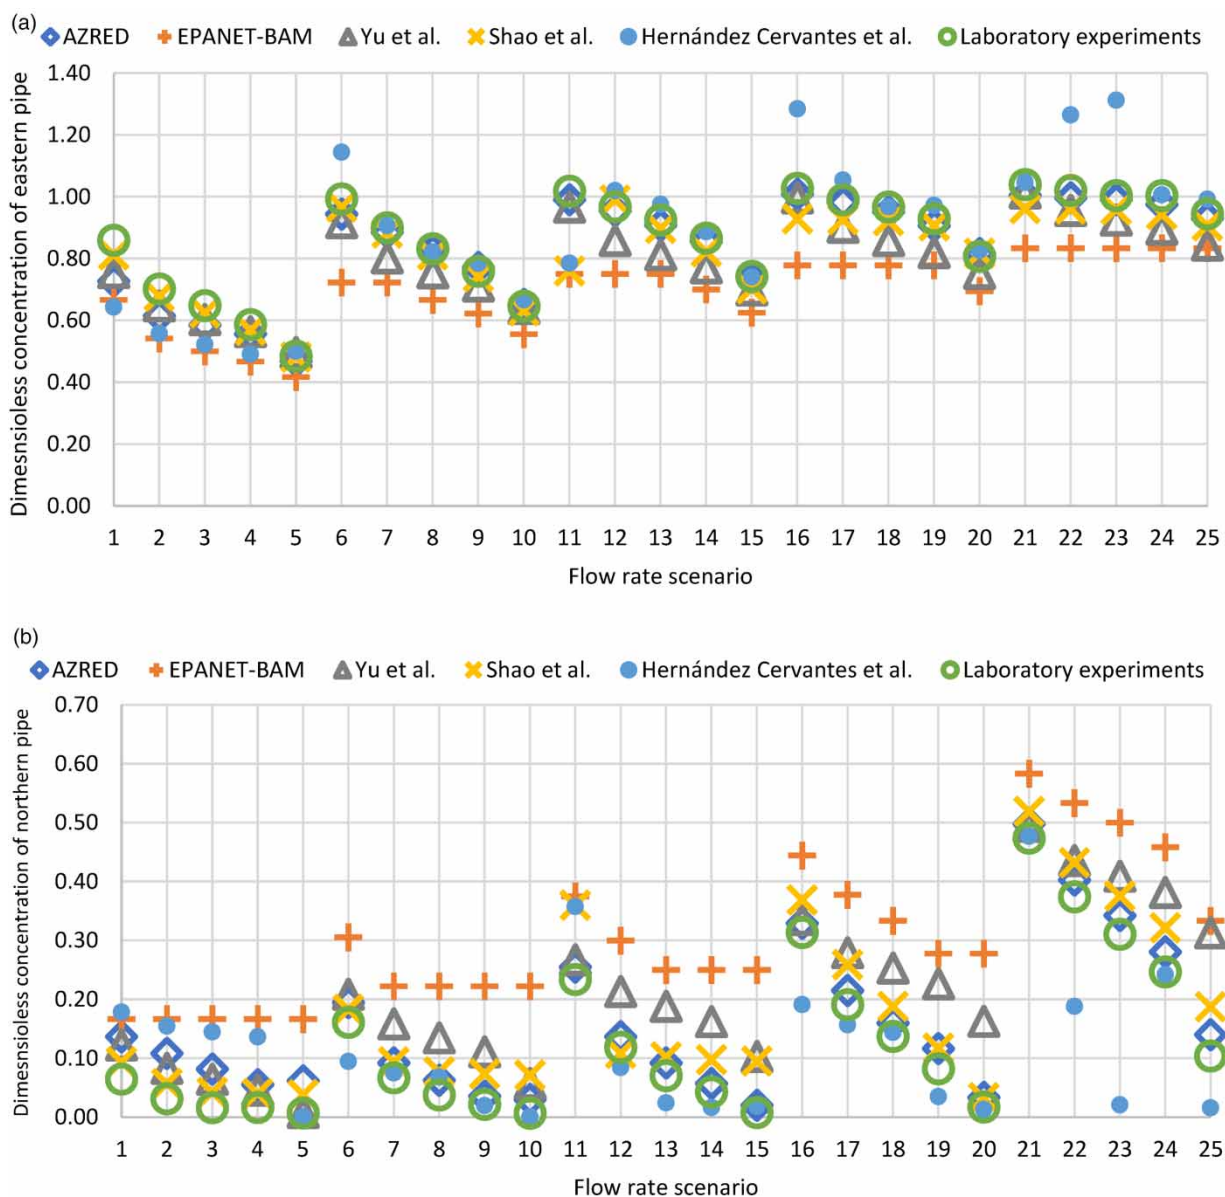 (a)
AZRED EPANET-BAM Yu et al. Shao et al. Hernández Cervantes et al. Laboratory experiments
Dimesnsioless concentration of eastern pipe
1.40
1.20
1.00
0.80
0.60
0.40
0.20
0.00
1 2 3 4 5 6 7 8 9 10 11 12 13 14 15 16 17 18 19 20 21 22 23 24 25
Flow rate scenario
(b)
AZRED EPANET-BAM Yu et al. Shao et al. Hernández Cervantes et al. Laboratory experiments
Dimesnsioless concentration of northern pipe
0.70
0.60
0.50
0.40
0.30
0.20
0.10
0.00
1 2 3 4 5 6 7 8 9 10 11 12 13 14 15 16 17 18 19 20 21 22 23 24 25
Flow rate scenario